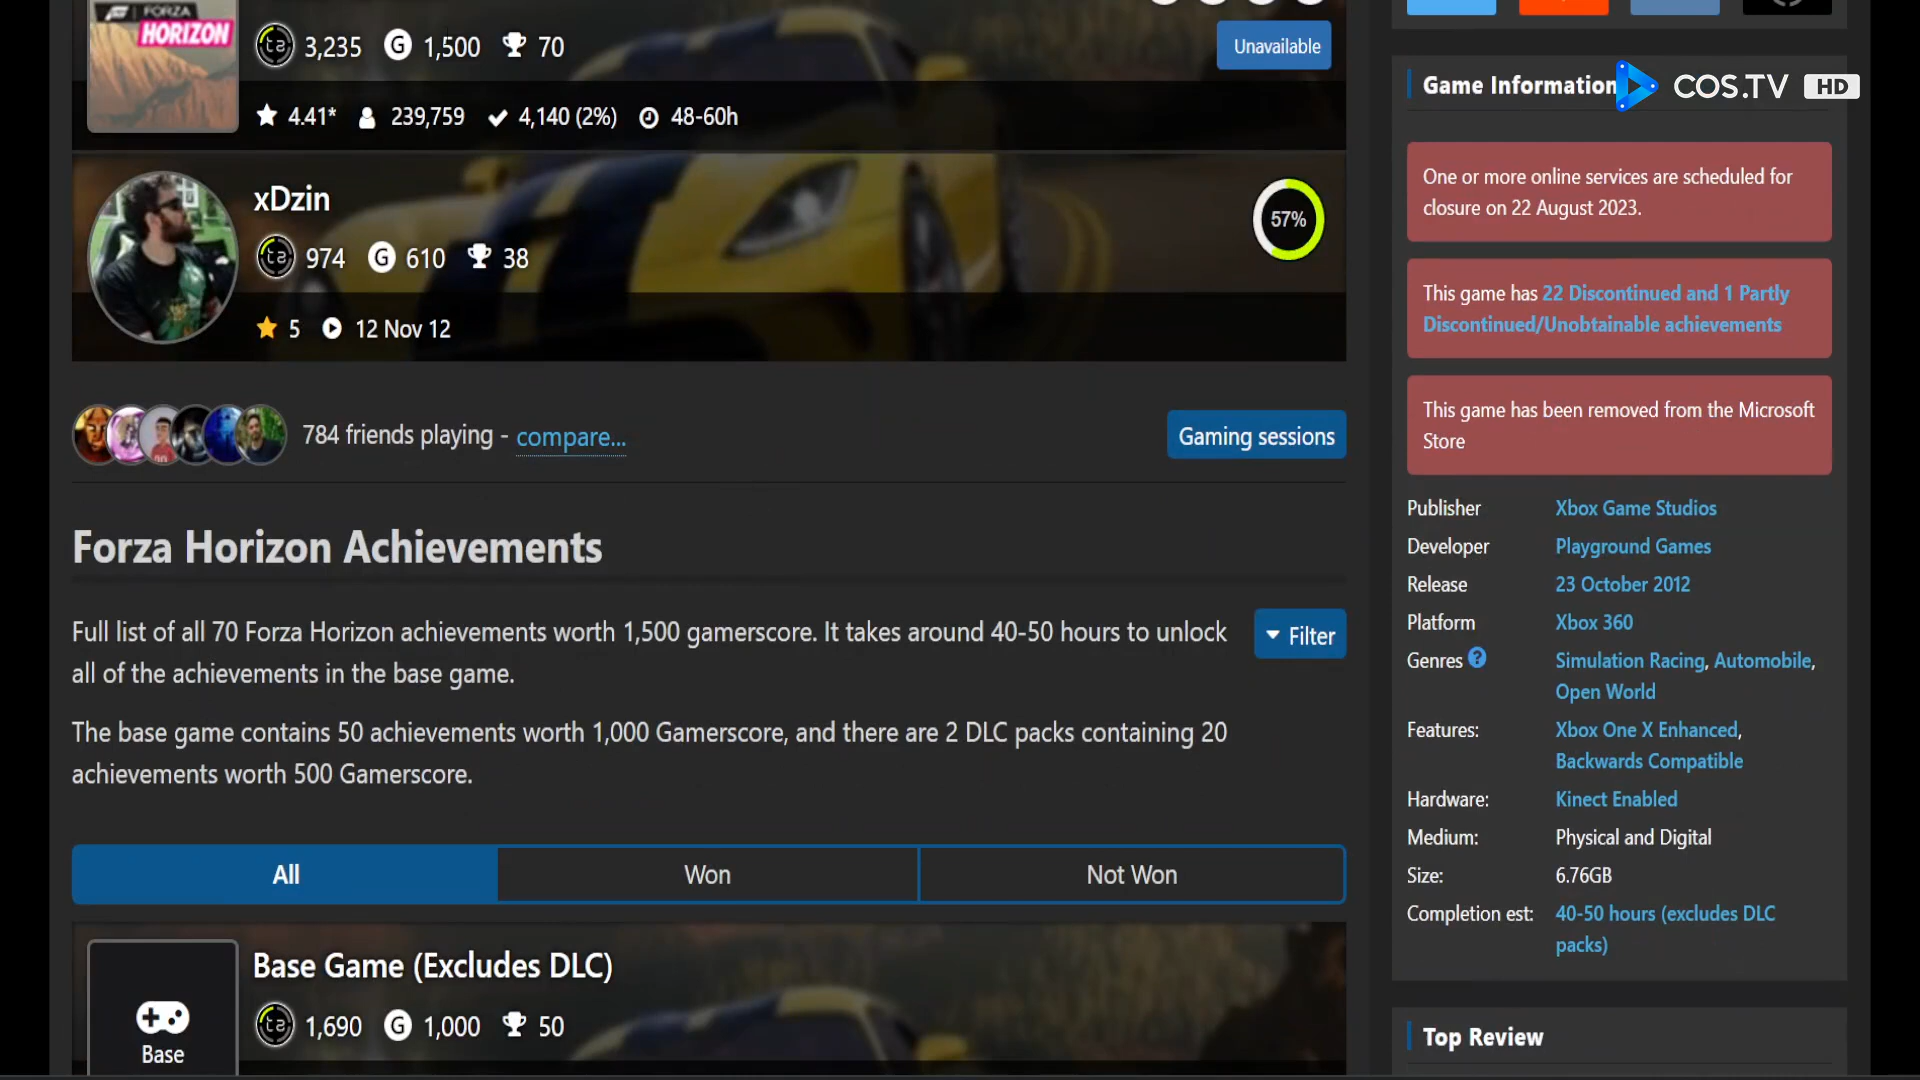 FORZA
HORIZON
ta 3,235 G 1,500 70
Unavailable
4.41* 239,759 4,140 (2%) 48-60h
xDzin
ta 974 G 610 38
57%
5 12 Nov 12
784 friends playing - compare...
Gaming sessions
Forza Horizon Achievements
Full list of all 70 Forza Horizon achievements worth 1,500 gamerscore. It takes around 40-50 hours to unlock
all of the achievements in the base game.
Filter
The base game contains 50 achievements worth 1,000 Gamerscore, and there are 2 DLC packs containing 20
achievements worth 500 Gamerscore.
All Won Not Won
Base Game (Excludes DLC)
ta 1,690 G 1,000 50
Base
Game Information
COS.TV HD
One or more online services are scheduled for
closure on 22 August 2023.
This game has 22 Discontinued and 1 Partly
Discontinued/Unobtainable achievements
This game has been removed from the Microsoft
Store
Publisher Xbox Game Studios
Developer Playground Games
Release 23 October 2012
Platform Xbox 360
Genres ? Simulation Racing, Automobile,
Open World
Features: Xbox One X Enhanced,
Backwards Compatible
Hardware: Kinect Enabled
Medium: Physical and Digital
Size: 6.76GB
Completion est: 40-50 hours (excludes DLC
packs)
Top Review